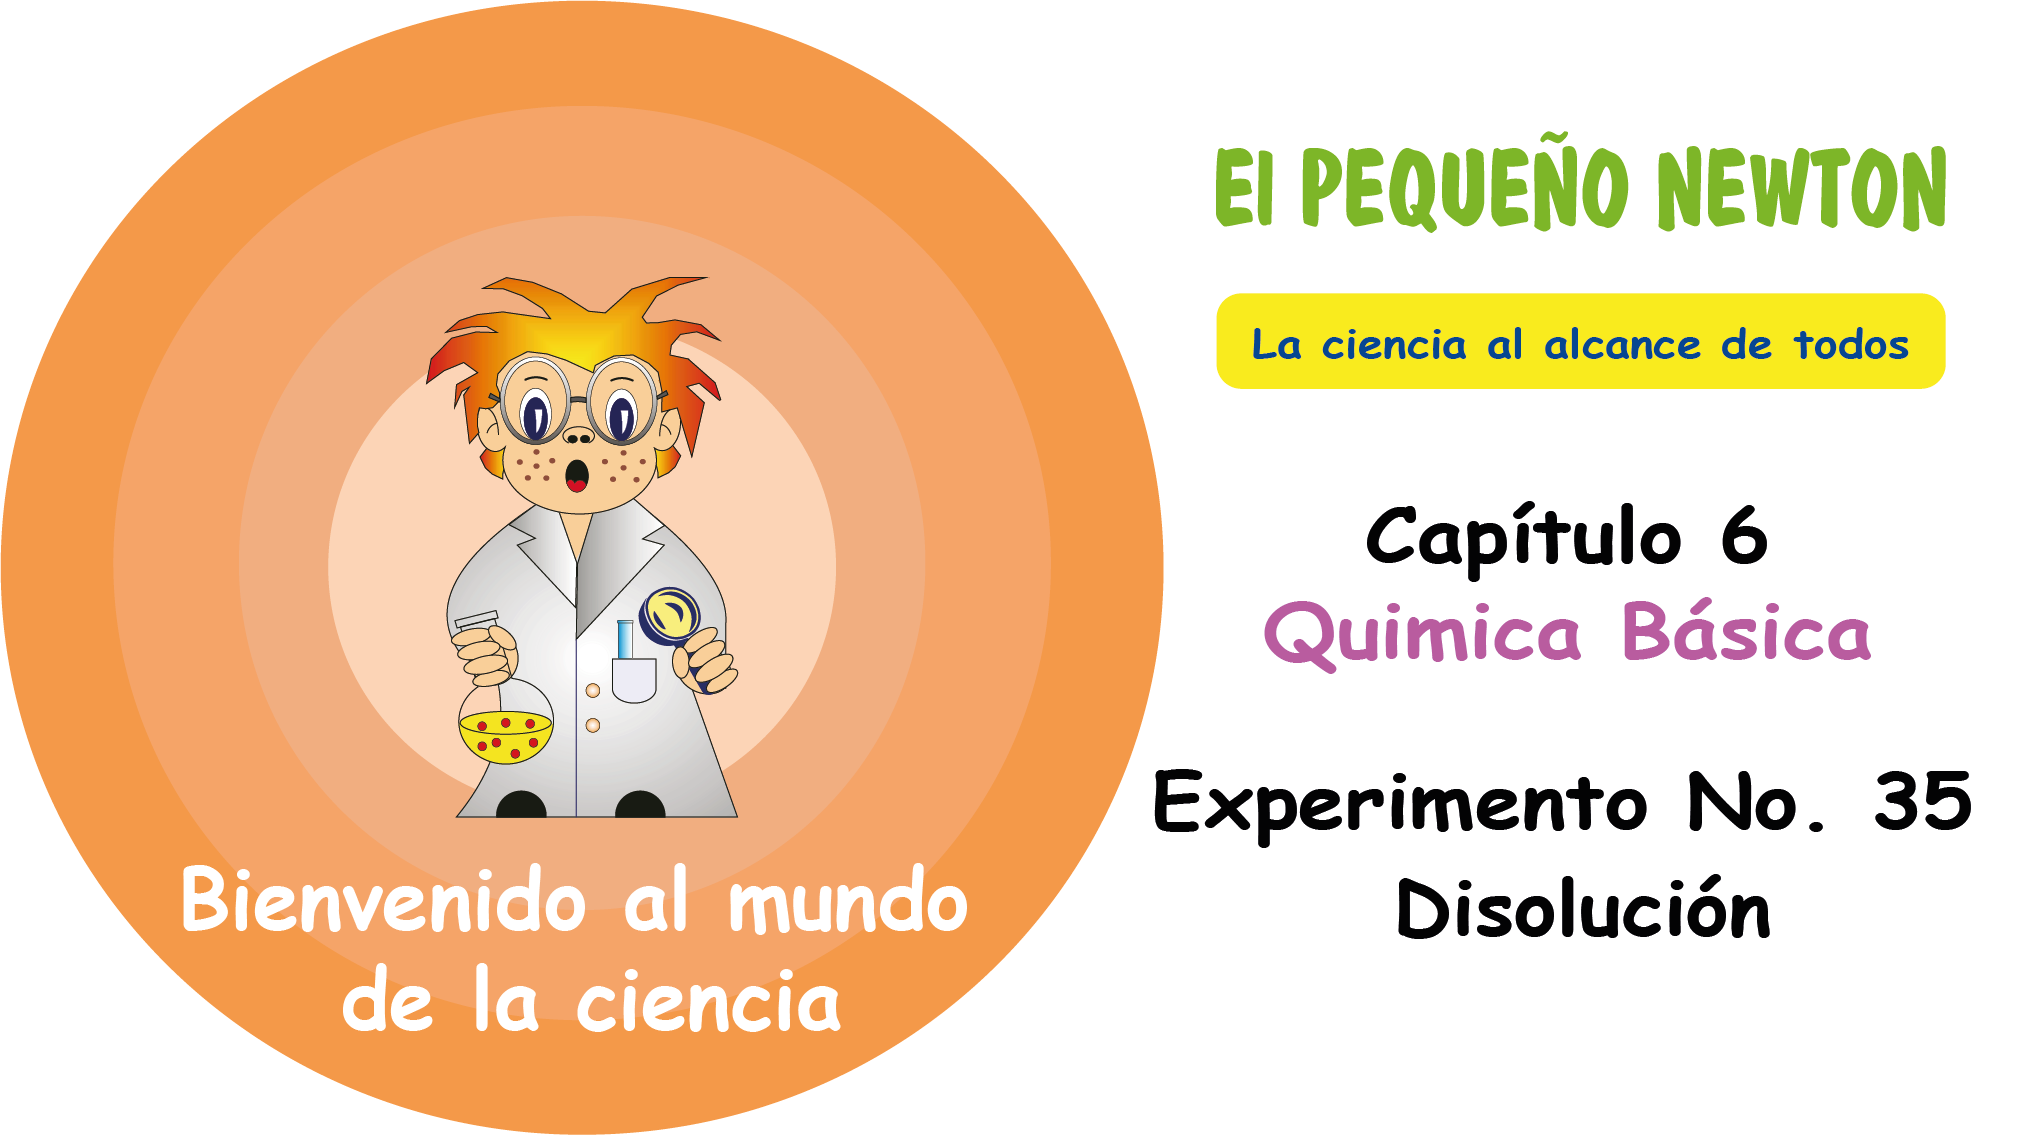 El PEQUEÑO NEWTON
La ciencia al alcance de todos
Capítulo 6
Quimica Básica
Experimento No. 35
Disolución
Bienvenido al mundo
de la ciencia